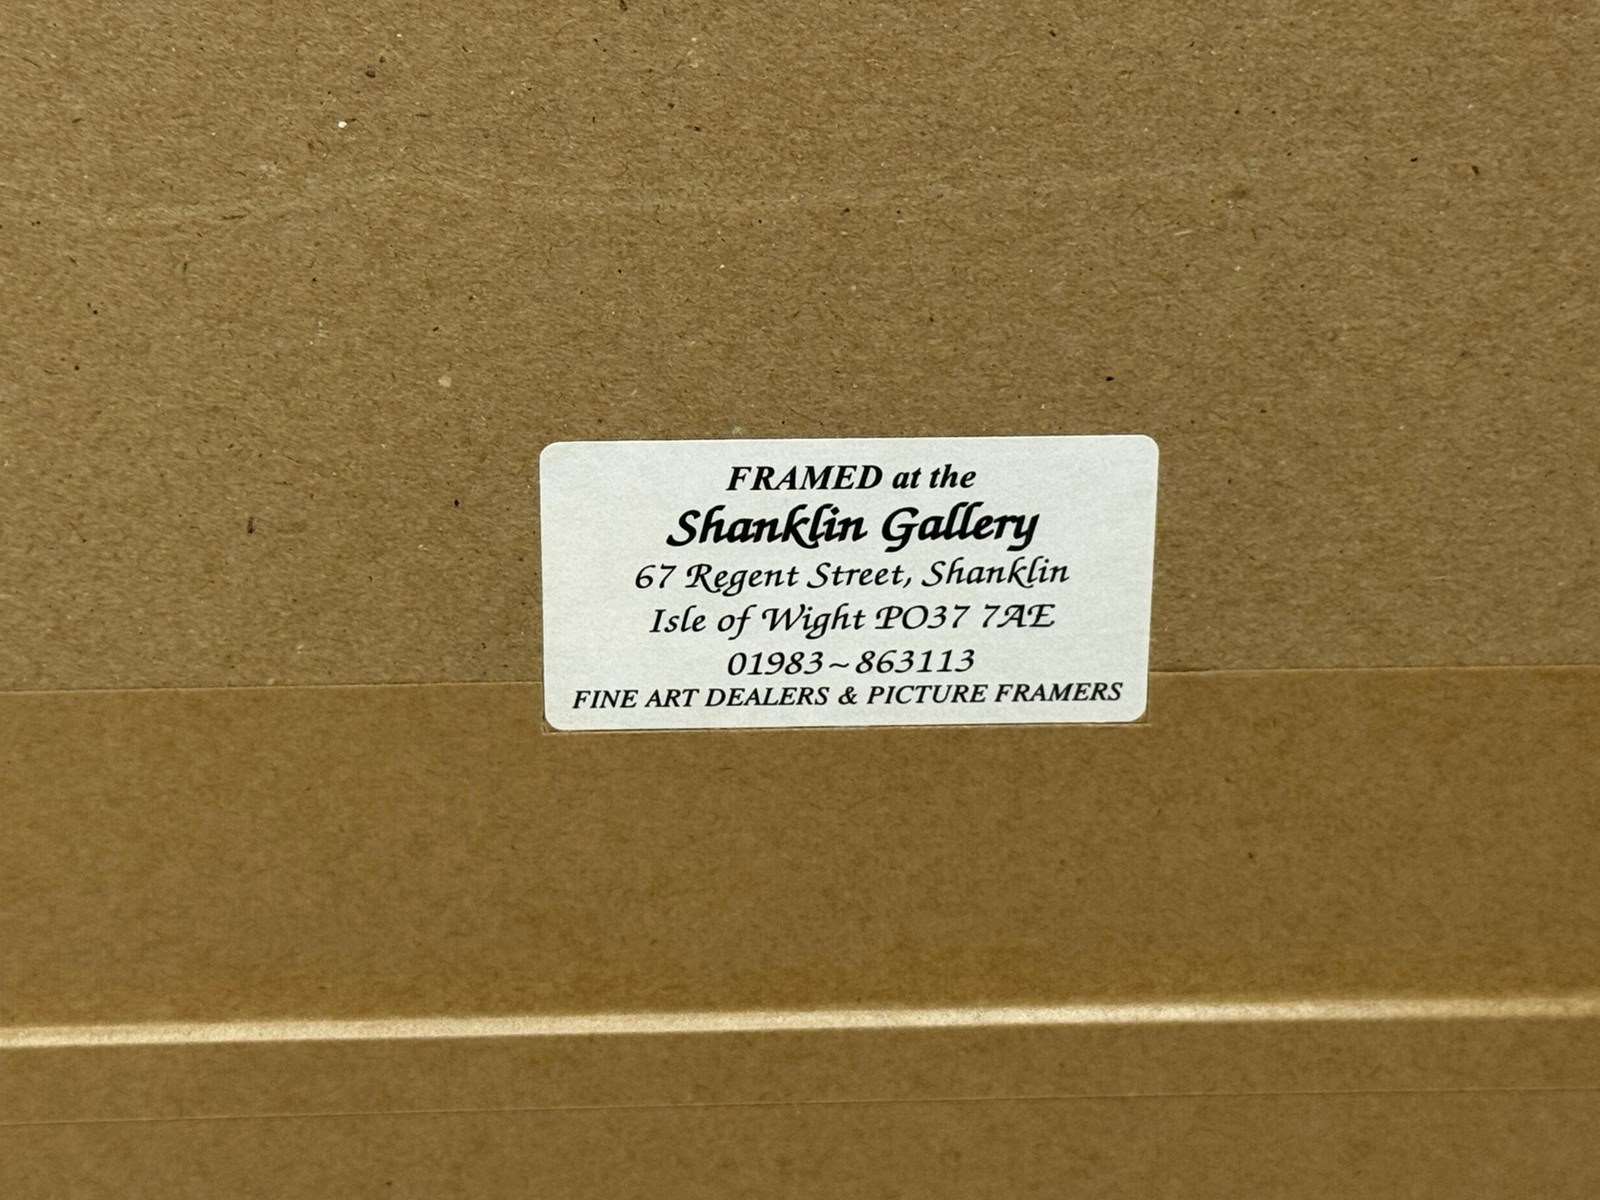 FRAMED at the
Shanklin Gallery
67 Regent Street, Shanklin
Isle of Wight PO37 7AE
01983~863113
FINE ART DEALERS & PICTURE FRAMERS